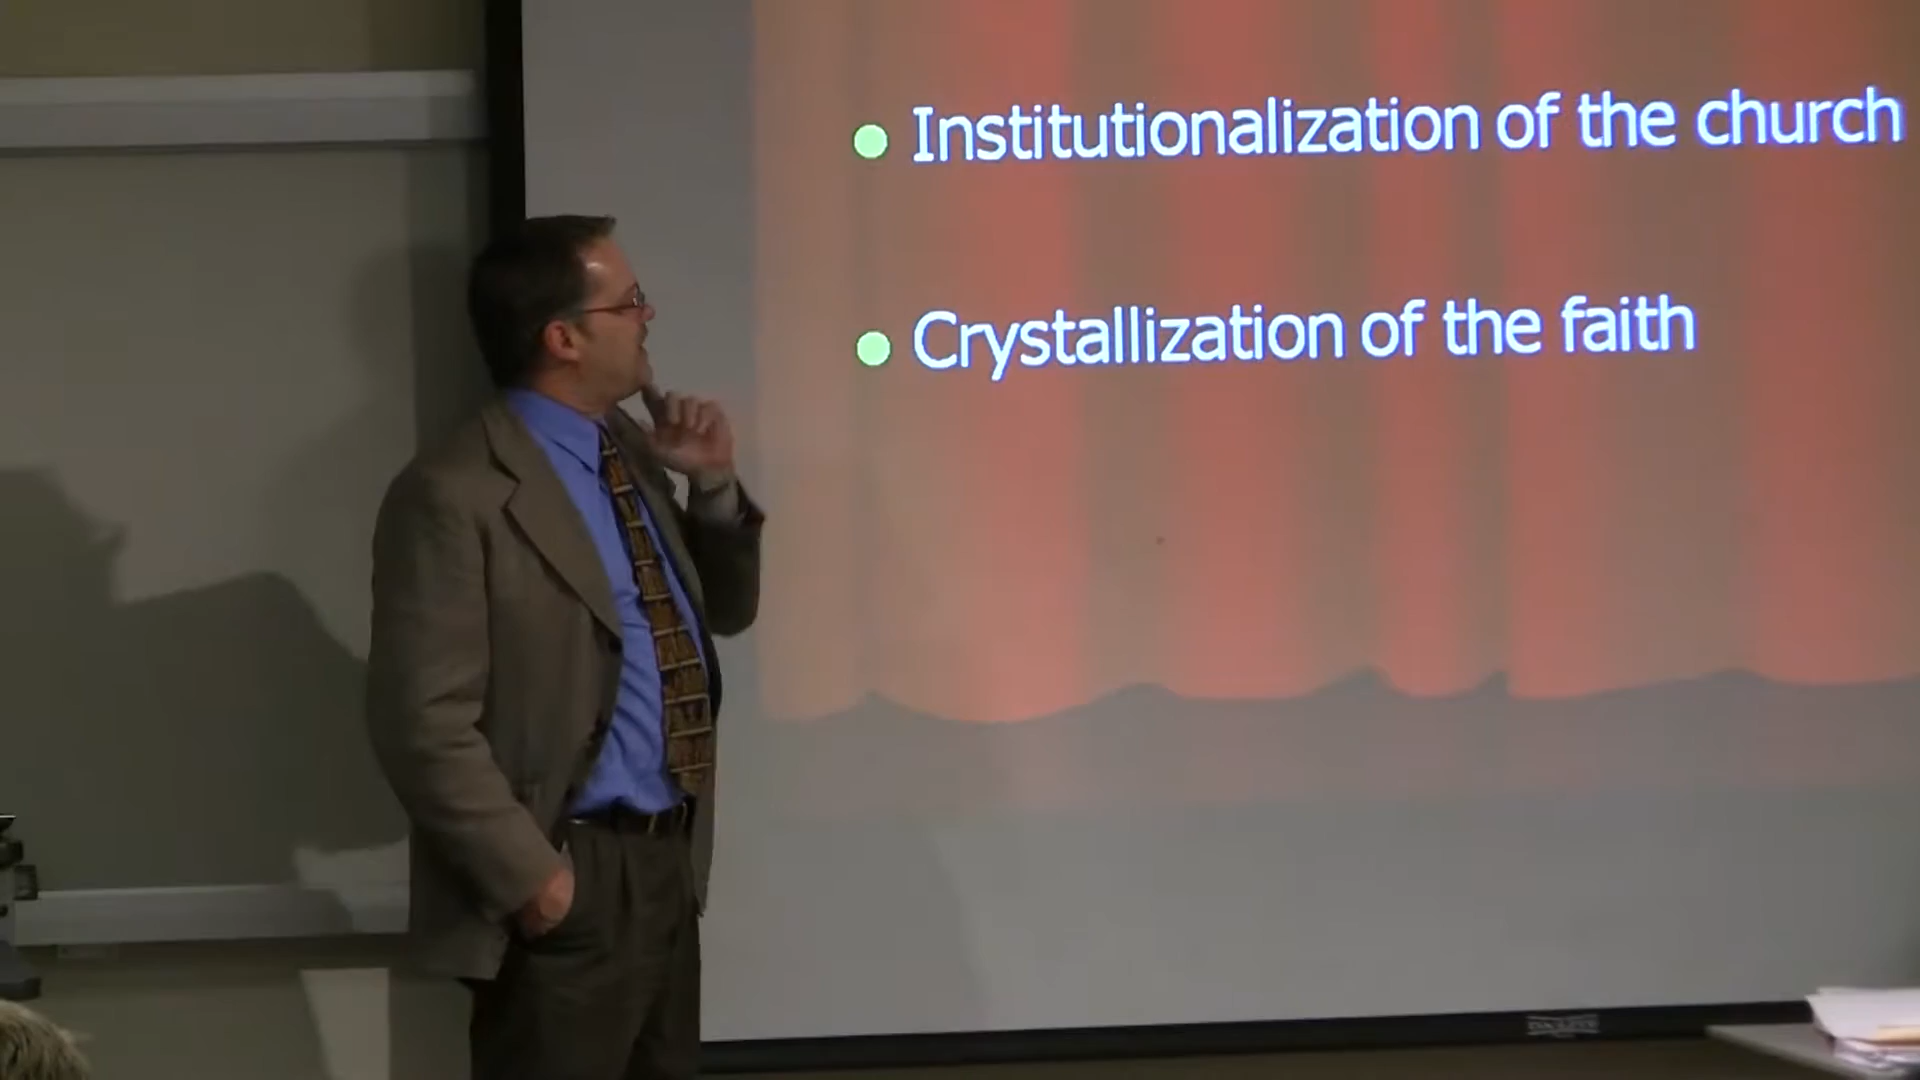 Institutionalization of the church
Crystallization of the faith